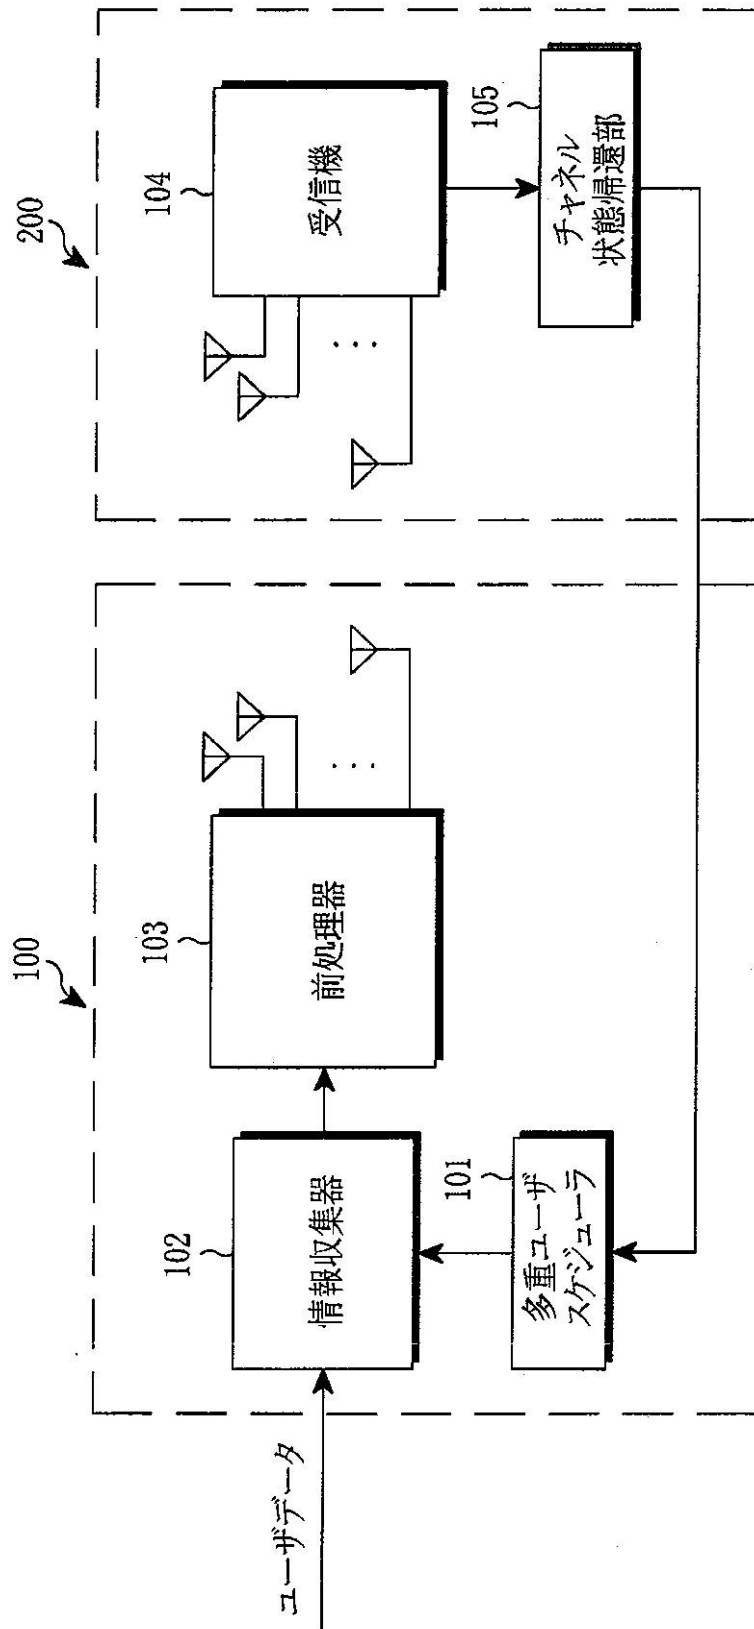 100
200
ユーザデータ
102
情報収集器
103
前処理器
104
受信機
101
多重ユーザ
スケジューラ
105
チャネル
状態帰還部